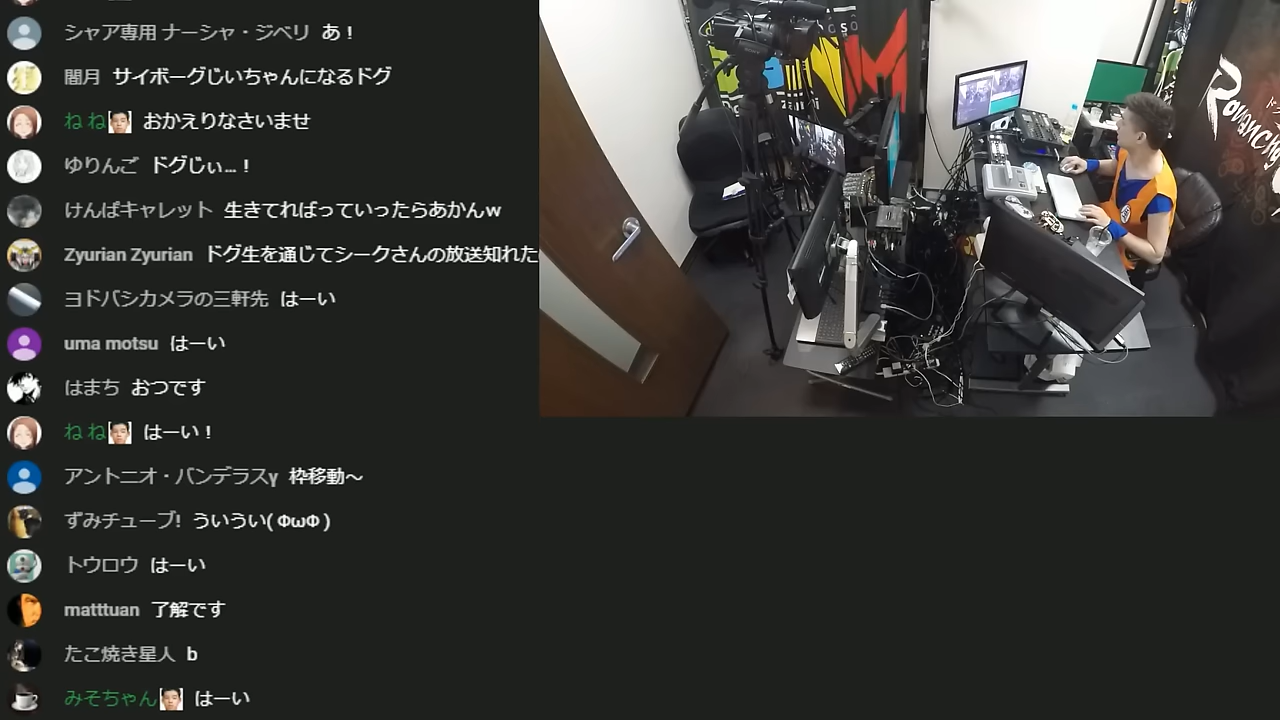 シャア専用 ナーシャ・ジベリ あ！
闇月 サイボーグじいちゃんになるドグ
ね ね おかえりなさいませ
ゆりんご ドグじぃ...！
けんぱキャレット 生きてればっていったらあかんｗ
Zyurian Zyurian ドグ生を通じてシークさんの放送知れた
ヨドバシカメラの三軒先 はーい
uma motsu はーい
はまち おつです
ね ね はーい！
アントニオ・バンデラスγ 枠移動〜
ずみチューブ! ういうい( ΦωΦ )
トウロウ はーい
matttuan 了解です
たこ焼き星人 b
みそちゃん はーい